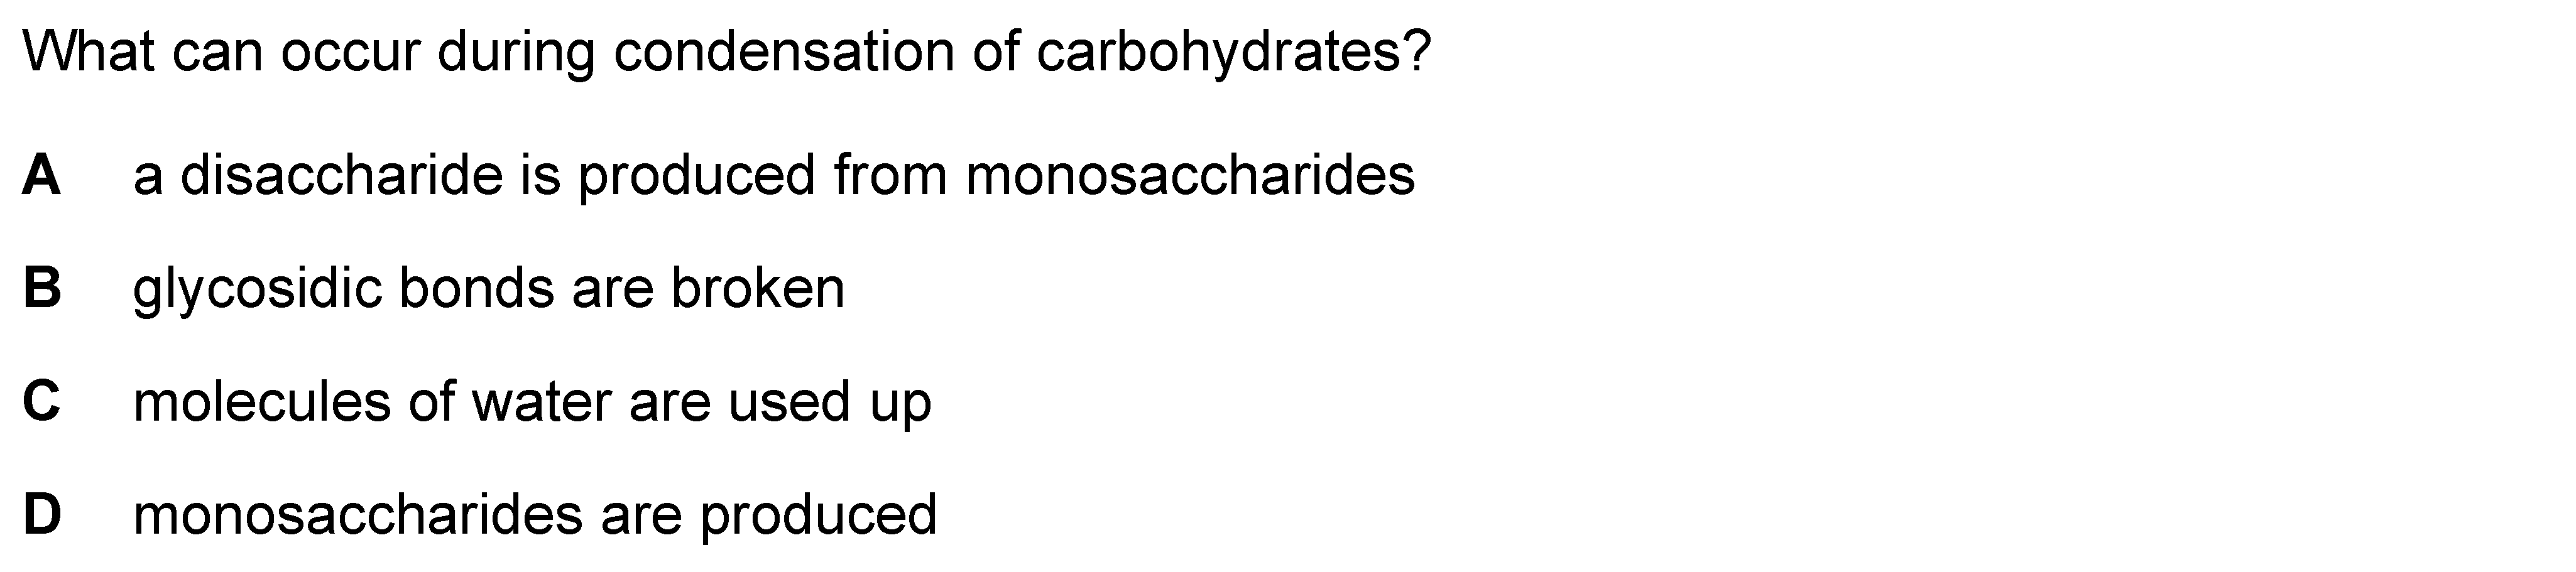 What can occur during condensation of carbohydrates?
A a disaccharide is produced from monosaccharides
B glycosidic bonds are broken
C molecules of water are used up
D monosaccharides are produced